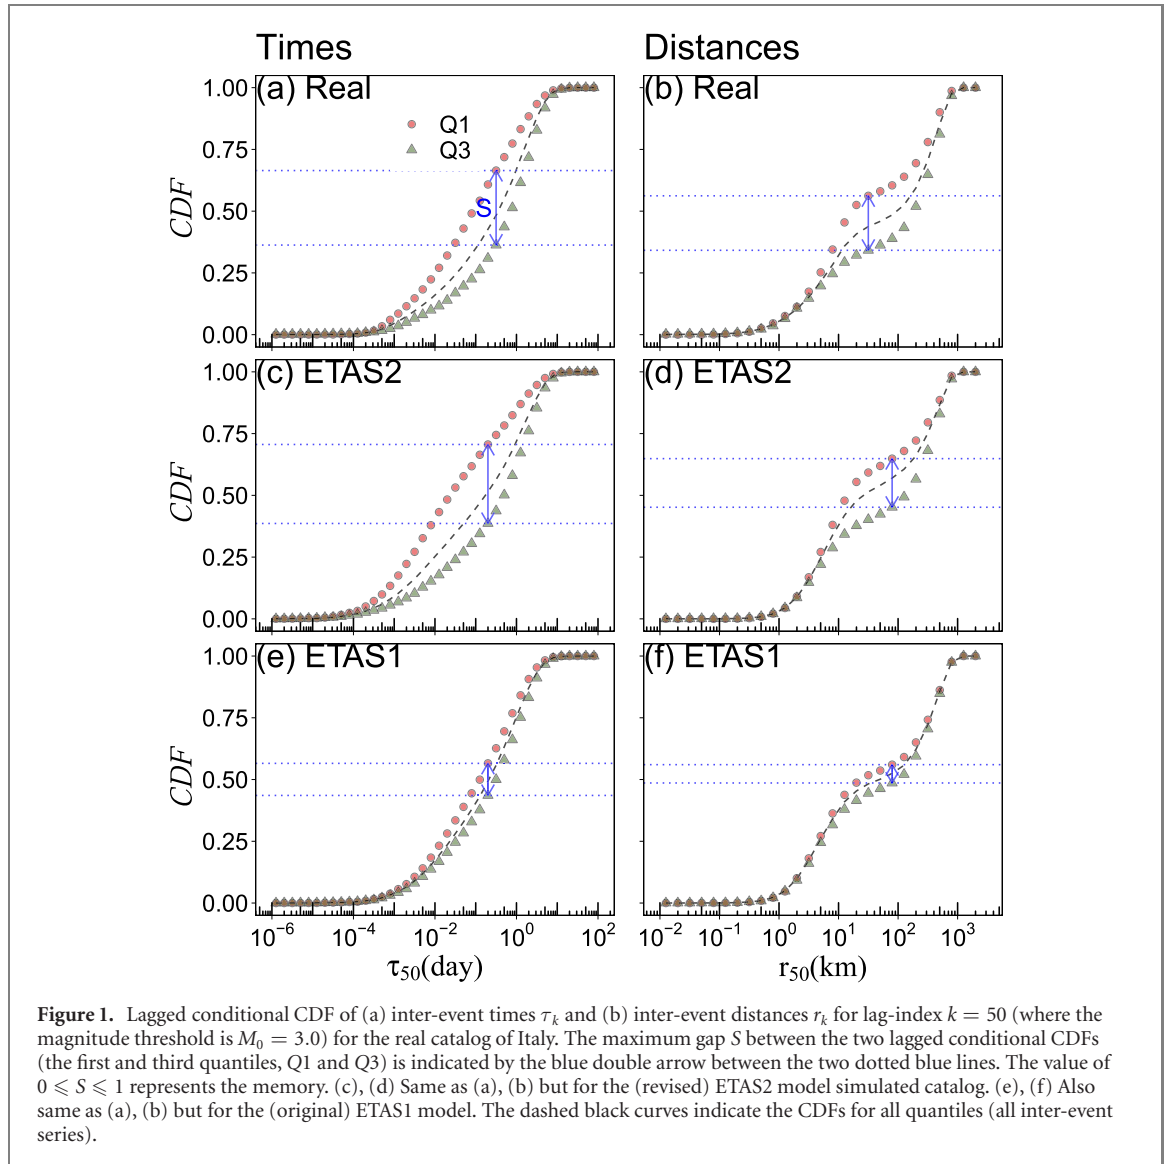 Times
Distances
(a) Real
(b) Real
1.00
0.75
0.50
0.25
0.00
CDF
Q1
Q3
S
(c) ETAS2
(d) ETAS2
1.00
0.75
0.50
0.25
0.00
CDF
(e) ETAS1
(f) ETAS1
1.00
0.75
0.50
0.25
0.00
CDF
10⁻⁶ 10⁻⁴ 10⁻² 10⁰ 10²
10⁻² 10⁻¹ 10⁰ 10¹ 10² 10³
τ₅₀(day)
r₅₀(km)
Figure 1. Lagged conditional CDF of (a) inter-event times τₖ and (b) inter-event distances rₖ for lag-index k = 50 (where the
magnitude threshold is M₀ = 3.0) for the real catalog of Italy. The maximum gap S between the two lagged conditional CDFs
(the first and third quantiles, Q1 and Q3) is indicated by the blue double arrow between the two dotted blue lines. The value of
0 ⩽ S ⩽ 1 represents the memory. (c), (d) Same as (a), (b) but for the (revised) ETAS2 model simulated catalog. (e), (f) Also
same as (a), (b) but for the (original) ETAS1 model. The dashed black curves indicate the CDFs for all quantiles (all inter-event
series).